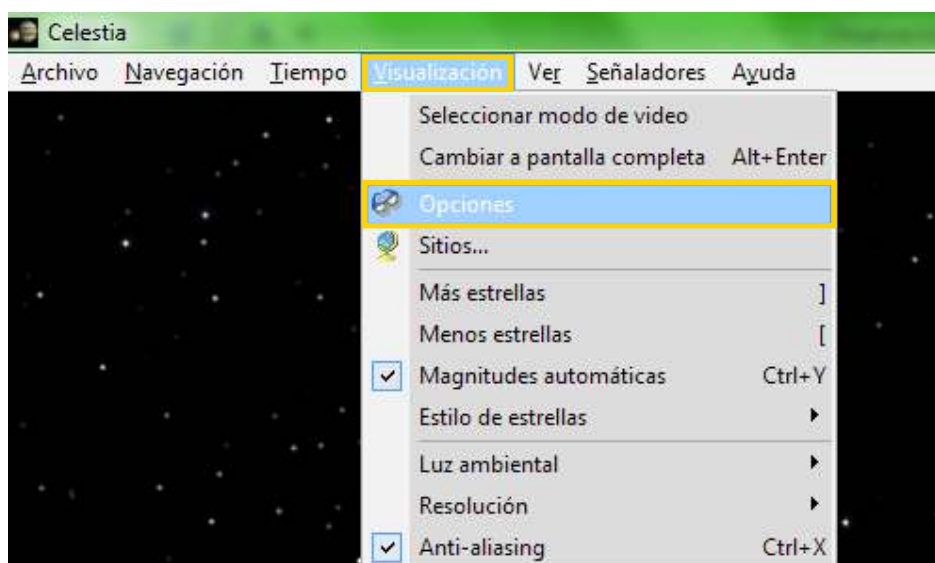 Celestia
Archivo Navegación Tiempo Visualización Ver Señaladores Ayuda
Seleccionar modo de video
Cambiar a pantalla completa Alt+Enter
Opciones
Sitios...
Más estrellas ]
Menos estrellas [
Magnitudes automáticas Ctrl+Y
Estilo de estrellas
Luz ambiental
Resolución
Anti-aliasing Ctrl+X